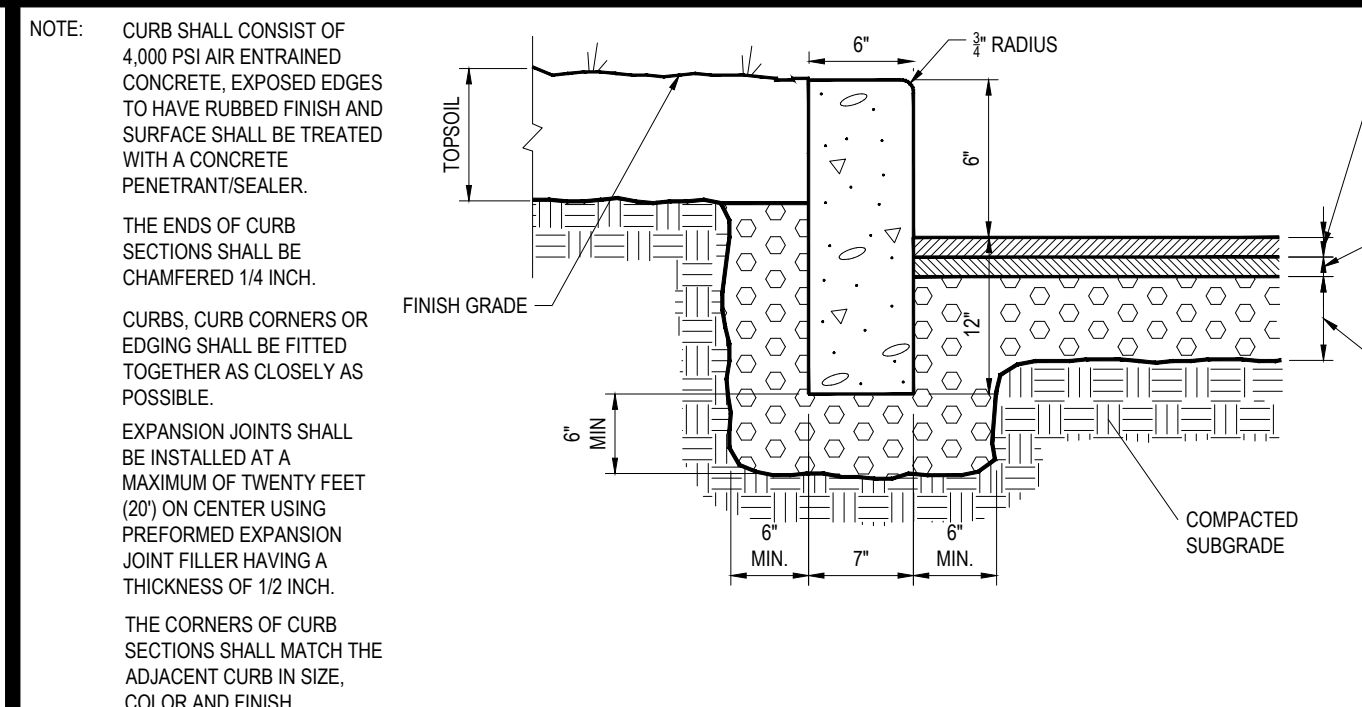 NOTE:
CURB SHALL CONSIST OF
4,000 PSI AIR ENTRAINED
CONCRETE, EXPOSED EDGES
TO HAVE RUBBED FINISH AND
SURFACE SHALL BE TREATED
WITH A CONCRETE
PENETRANT/SEALER.
THE ENDS OF CURB
SECTIONS SHALL BE
CHAMFERED 1/4 INCH.
CURBS, CURB CORNERS OR
EDGING SHALL BE FITTED
TOGETHER AS CLOSELY AS
POSSIBLE.
EXPANSION JOINTS SHALL
BE INSTALLED AT A
MAXIMUM OF TWENTY FEET
(20') ON CENTER USING
PREFORMED EXPANSION
JOINT FILLER HAVING A
THICKNESS OF 1/2 INCH.
THE CORNERS OF CURB
SECTIONS SHALL MATCH THE
ADJACENT CURB IN SIZE,
COLOR AND FINISH
TOPSOIL
FINISH GRADE
6"
3/4" RADIUS
6"
12"
6"
MIN
6"
MIN.
7"
6"
MIN.
COMPACTED
SUBGRADE